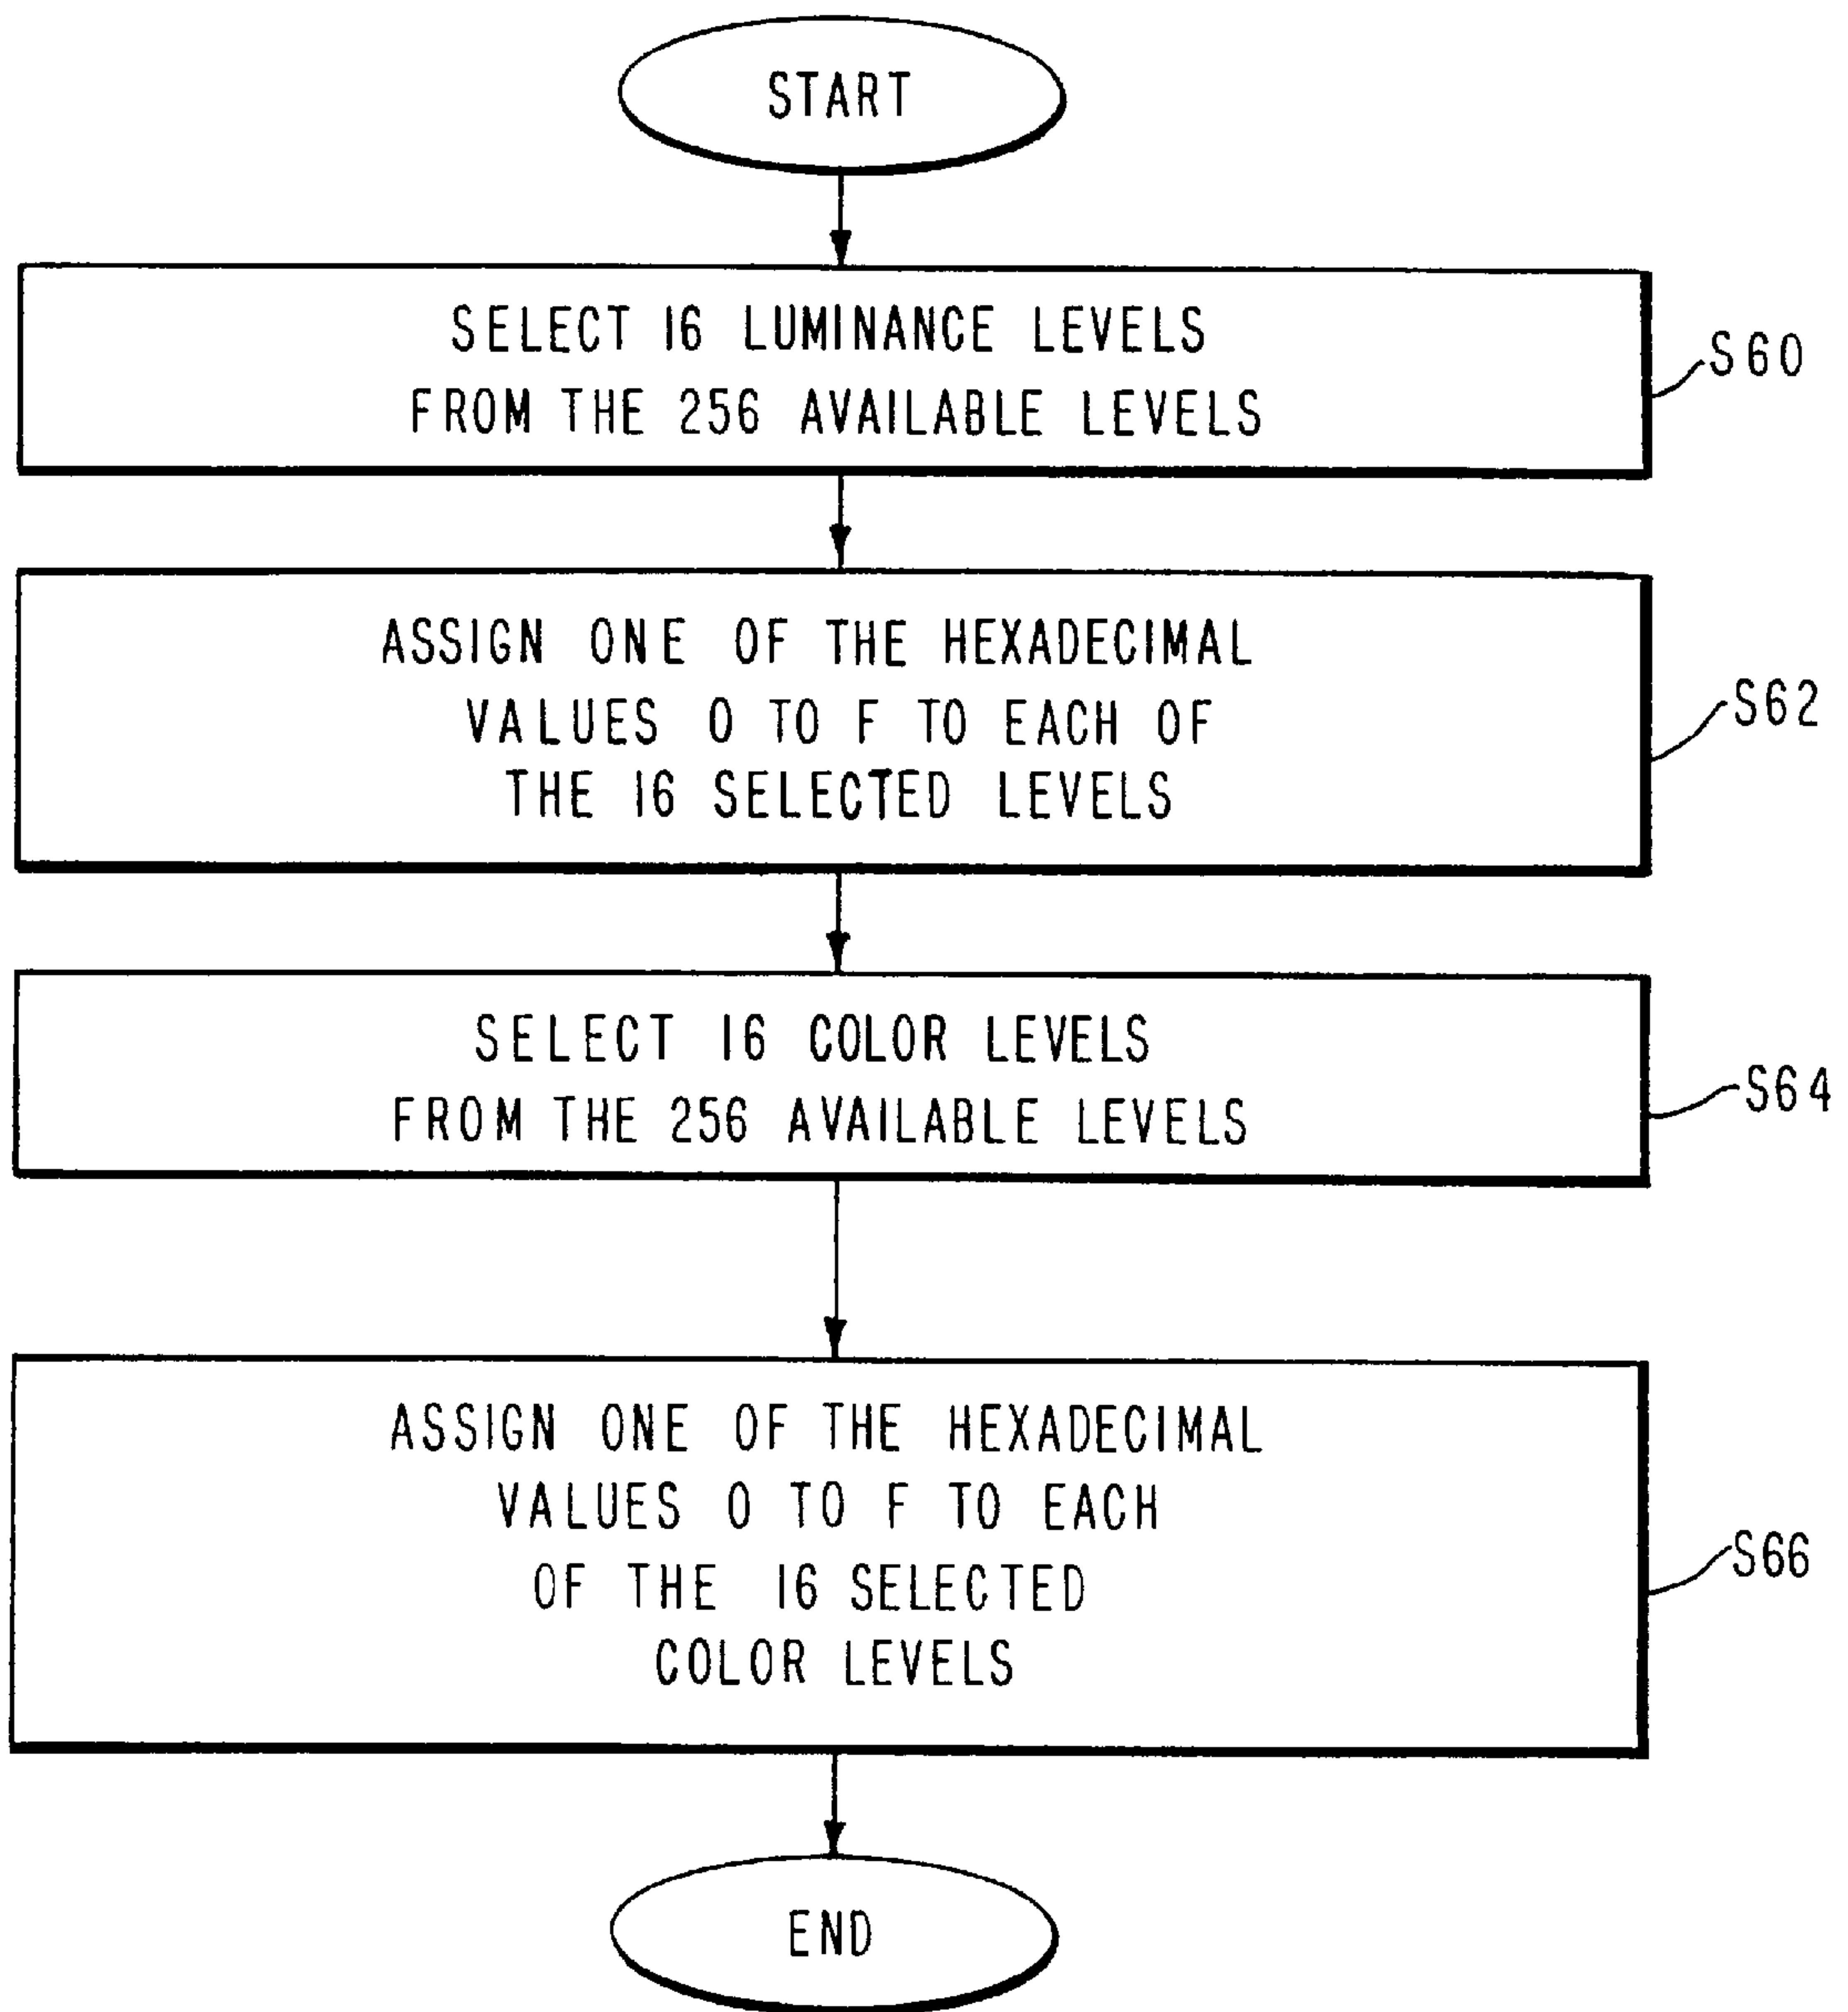 START
SELECT 16 LUMINANCE LEVELS
FROM THE 256 AVAILABLE LEVELS
S60
ASSIGN ONE OF THE HEXADECIMAL
VALUES 0 TO F TO EACH OF
THE 16 SELECTED LEVELS
S62
SELECT 16 COLOR LEVELS
FROM THE 256 AVAILABLE LEVELS
S64
ASSIGN ONE OF THE HEXADECIMAL
VALUES 0 TO F TO EACH
OF THE 16 SELECTED
COLOR LEVELS
S66
END